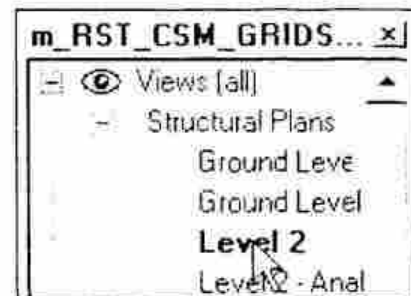 m_RST_CSM_GRIDS...
Views (all)
Structural Plans
Ground Leve
Ground Level
Level 2
Level 2 - Anal